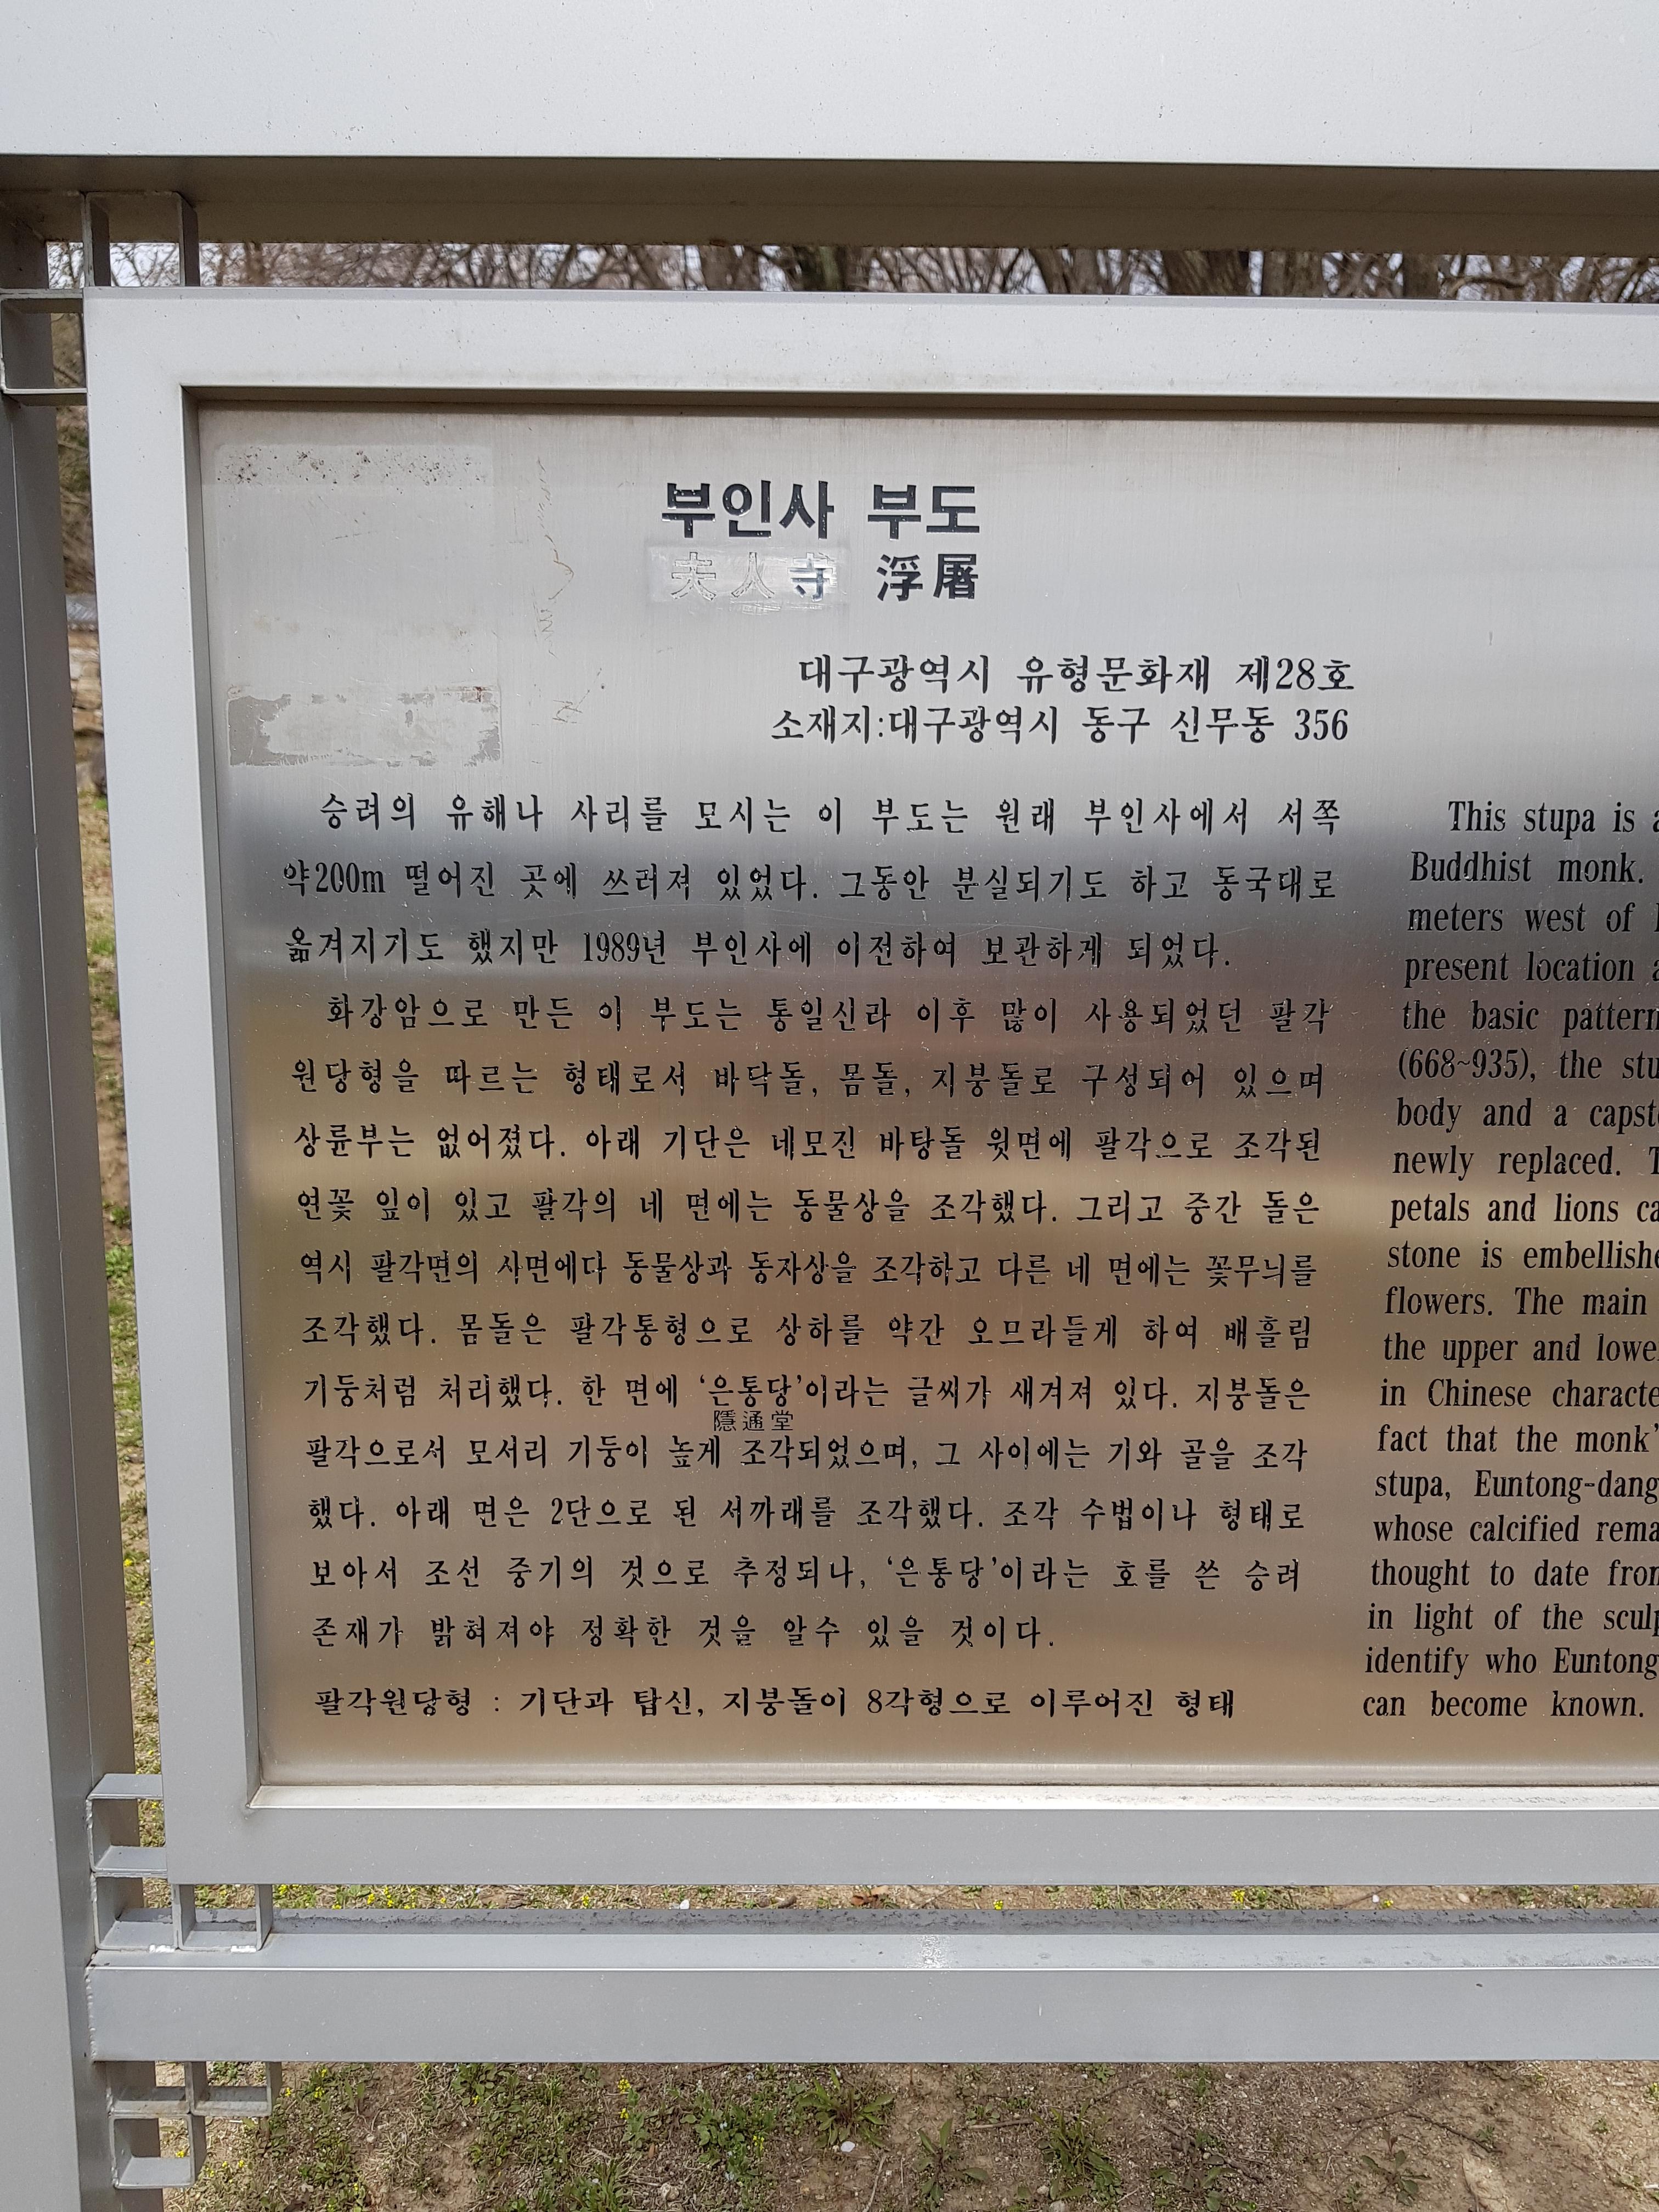 부인사 부도
夫人寺 浮屠
대구광역시 유형문화재 제28호
소재지:대구광역시 동구 신무동 356
승려의 유해나 사리를 모시는 이 부도는 원래 부인사에서 서쪽
약200m 떨어진 곳에 쓰러져 있었다. 그동안 분실되기도 하고 동국대로
옮겨지기도 했지만 1989년 부인사에 이전하여 보관하게 되었다.
화강암으로 만든 이 부도는 통일신라 이후 많이 사용되었던 팔각
원당형을 따르는 형태로서 바닥돌, 몸돌, 지붕돌로 구성되어 있으며
상륜부는 없어졌다. 아래 기단은 네모진 바탕돌 윗면에 팔각으로 조각된
연꽃 잎이 있고 팔각의 네 면에는 동물상을 조각했다. 그리고 중간 돌은
역시 팔각면의 사면에다 동물상과 동자상을 조각하고 다른 네 면에는 꽃무늬를
조각했다. 몸돌은 팔각통형으로 상하를 약간 오므라들게 하여 배흘림
기둥처럼 처리했다. 한 면에 ‘은통당’이라는 글씨가 새겨져 있다. 지붕돌은
隱通堂
팔각으로서 모서리 기둥이 높게 조각되었으며, 그 사이에는 기와 골을 조각
했다. 아래 면은 2단으로 된 서까래를 조각했다. 조각 수법이나 형태로
보아서 조선 중기의 것으로 추정되나, ‘은통당’이라는 호를 쓴 승려
존재가 밝혀져야 정확한 것을 알수 있을 것이다.
팔각원당형 : 기단과 탑신, 지붕돌이 8각형으로 이루어진 형태
This stupa is
Buddhist monk.
meters west of
present location
the basic pattern
(668~935), the
body and a
newly replaced.
petals and lions
stone is
flowers. The main
the upper and
in Chinese
fact that the monk'
stupa, Euntong-dang
whose calcified
thought to date
in light of the
identify who Euntong
can become known.